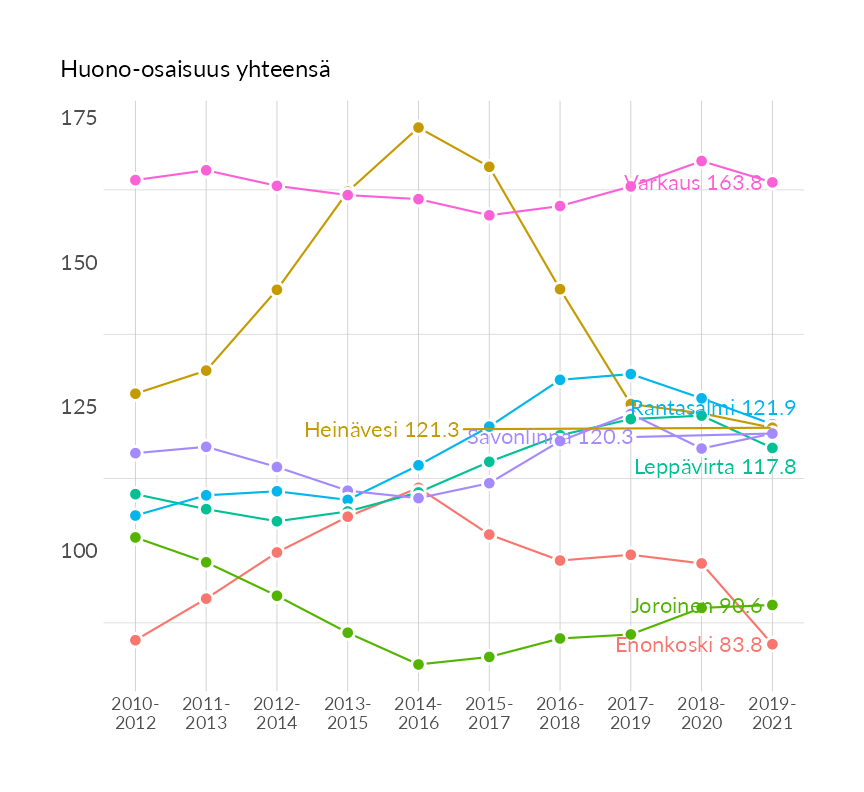 Huono-osaisuus yhteensä
175
150
125
100
Varkaus 163.8
Rantasalmi 121.9
Heinävesi 121.3
Savonlinna 120.3
Leppävirta 117.8
Joroinen 90.6
Enonkoski 83.8
2010- 2011- 2012- 2013- 2014- 2015- 2016- 2017- 2018- 2019-
2012 2013 2014 2015 2016 2017 2018 2019 2020 2021